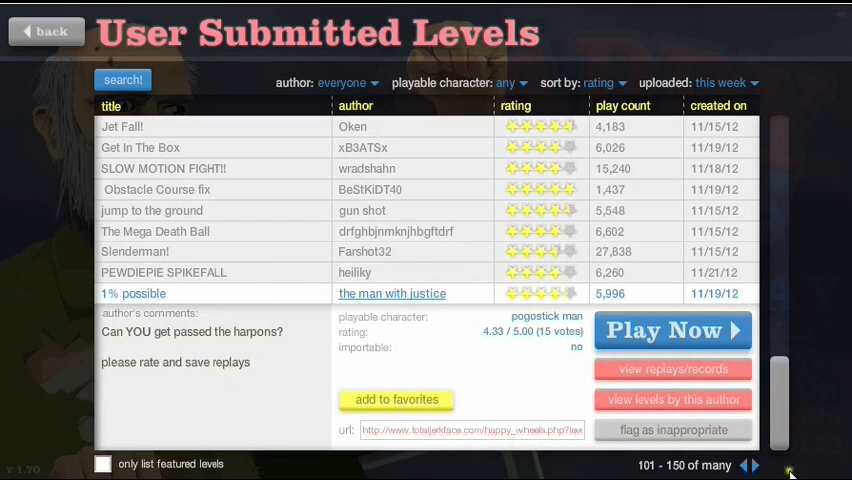 back User Submitted Levels
search! author: everyone playable character: any sort by: rating uploaded: this week
title author rating play count created on
Jet Fall! Oken 4,183 11/15/12
Get In The Box xB3ATSx 6,026 11/15/12
SLOW MOTION FIGHT!! wradshahn 15,240 11/18/12
Obstacle Course fix BeStKiDT40 1,437 11/19/12
jump to the ground gun shot 5,548 11/15/12
The Mega Death Ball drfghbjnmknjhbgftdrf 6,602 11/15/12
Slenderman! Farshot32 27,838 11/15/12
PEWDIEPIE SPIKEFALL heiliky 6,260 11/21/12
1% possible the man with justice 5,996 11/19/12
author's comments:
Can YOU get passed the harpons?
please rate and save replays
playable character: pogostick man
rating: 4.33 / 5.00 (15 votes)
importable: no
Play Now
view replays/records
add to favorites view levels by this author
url: http://www.totaljerkface.com/happy_wheels.php?lev flag as inappropriate
v 1.70 only list featured levels 101 - 150 of many